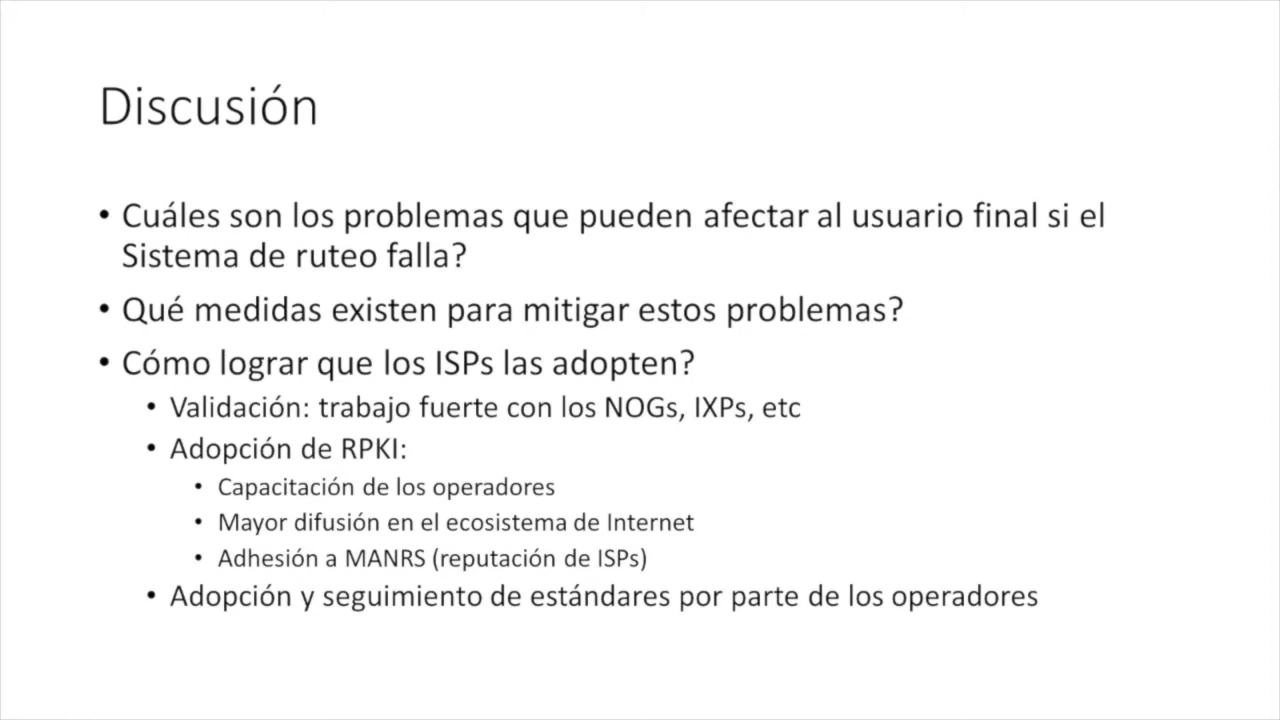 Discusión
• Cuáles son los problemas que pueden afectar al usuario final si el
Sistema de ruteo falla?
• Qué medidas existen para mitigar estos problemas?
• Cómo lograr que los ISPs las adopten?
• Validación: trabajo fuerte con los NOGs, IXPs, etc
• Adopción de RPKI:
• Capacitación de los operadores
• Mayor difusión en el ecosistema de Internet
• Adhesión a MANRS (reputación de ISPs)
• Adopción y seguimiento de estándares por parte de los operadores